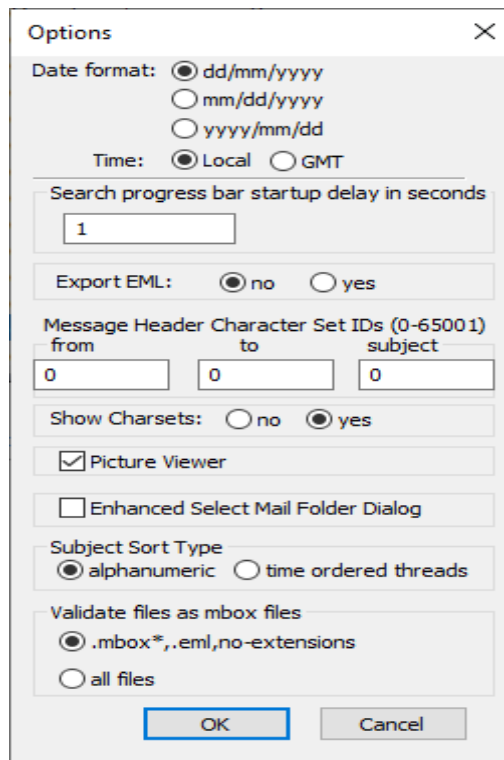 Options
Date format: dd/mm/yyyy
mm/dd/yyyy
yyyy/mm/dd
Time: Local GMT
Search progress bar startup delay in seconds
1
Export EML: no yes
Message Header Character Set IDs (0-65001)
from to subject
0 0 0
Show Charsets: no yes
Picture Viewer
Enhanced Select Mail Folder Dialog
Subject Sort Type
alphanumeric time ordered threads
Validate files as mbox files
.mbox*,.eml,no-extensions
all files
OK Cancel